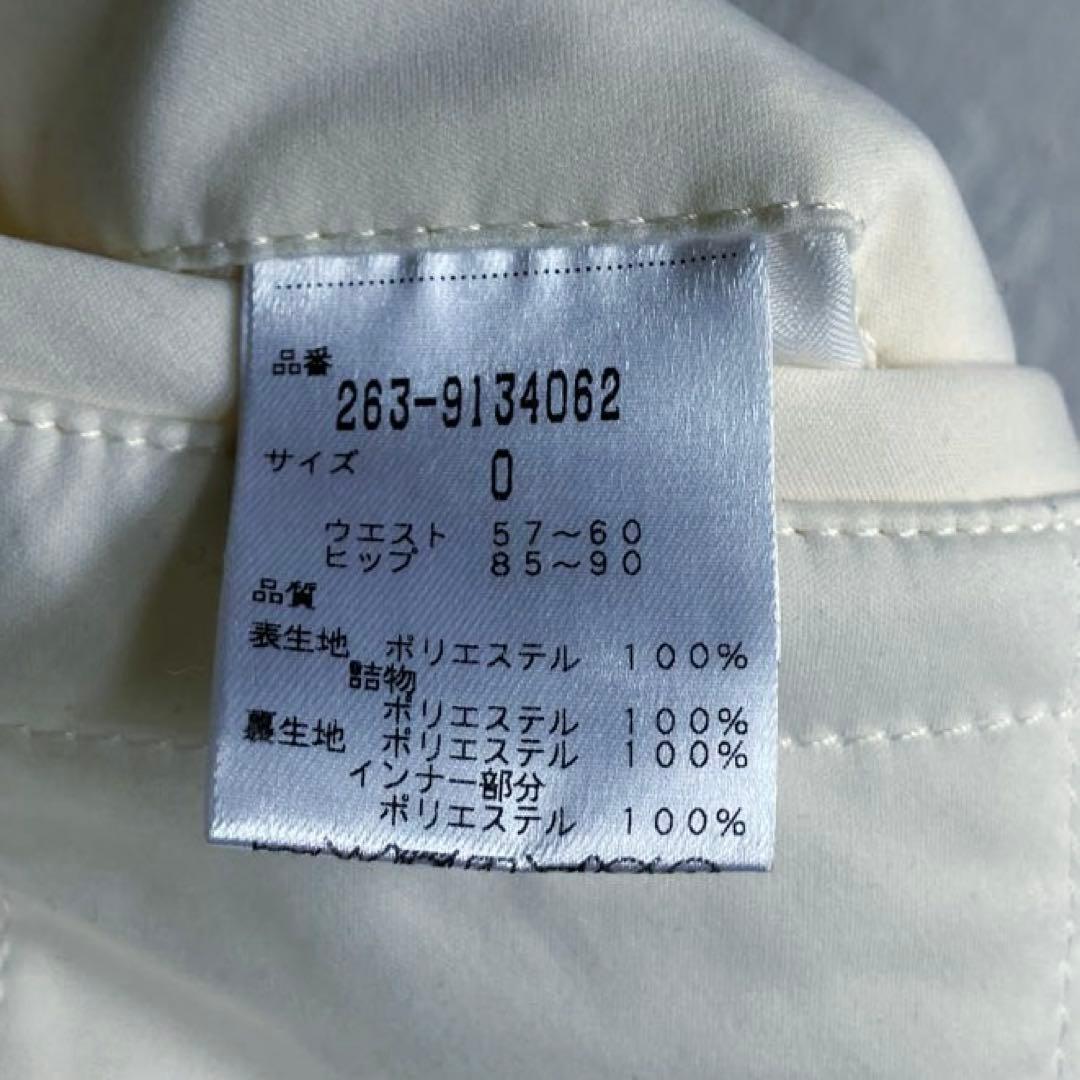 品番
263-9134062
サイズ 0
ウエスト 57〜60
ヒップ 85〜90
品質
表生地 ポリエステル 100%
詰物
ポリエステル 100%
裏生地 ポリエステル 100%
インナー部分
ポリエステル 100%